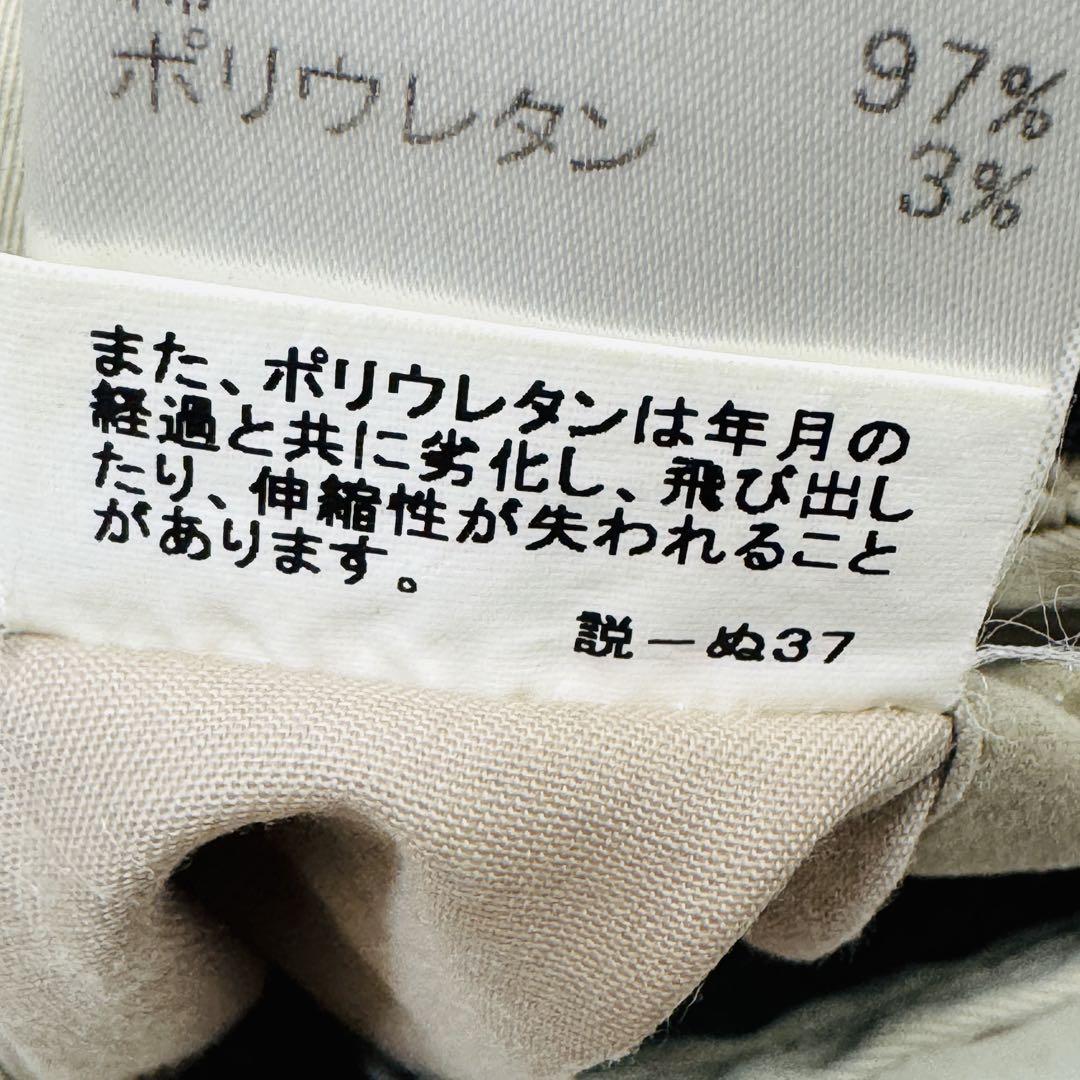 綿 97%
ポリウレタン 3%
また、ポリウレタンは年月の
経過と共に劣化し、飛び出し
たり、伸縮性が失われること
があります。
説－ぬ37